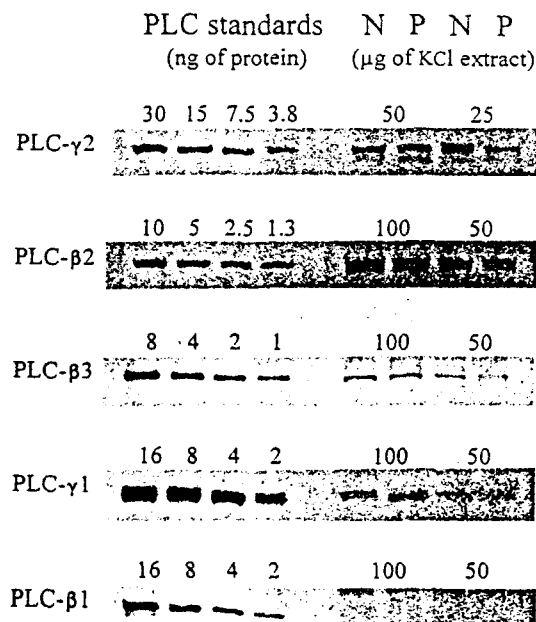 PLC standards N P N P
(ng of protein) (µg of KCl extract)
30 15 7.5 3.8 50 25
PLC-γ2
10 5 2.5 1.3 100 50
PLC-β2
8 4 2 1 100 50
PLC-β3
16 8 4 2 100 50
PLC-γ1
16 8 4 2 100 50
PLC-β1